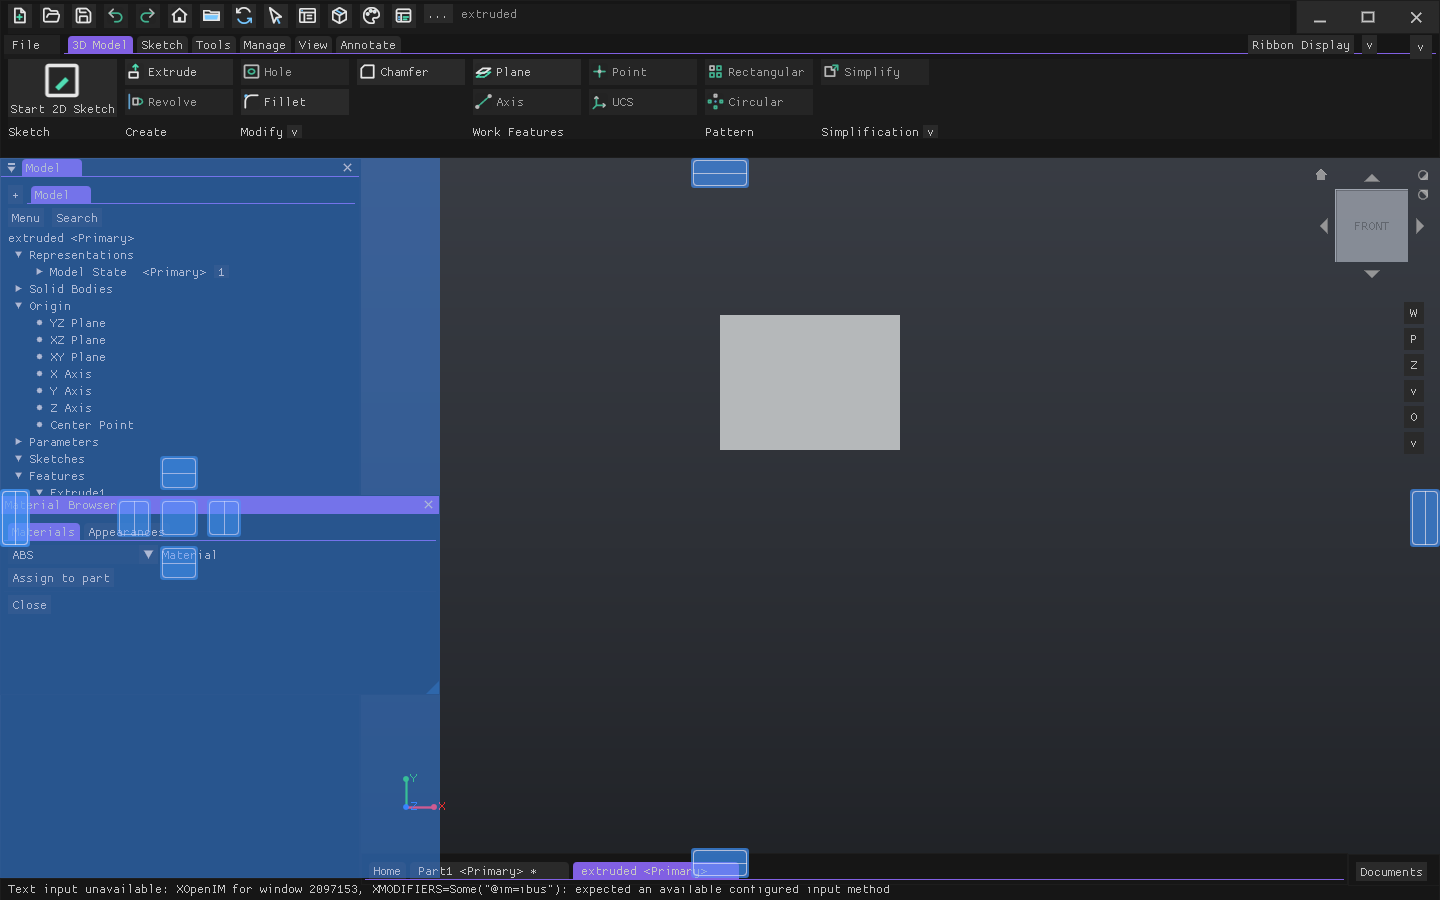 ... extruded
File 3D Model Sketch Tools Manage View Annotate Ribbon Display v v
Extrude Hole Chamfer Plane Point Rectangular Simplify
Start 2D Sketch Revolve Fillet Axis UCS Circular
Sketch Create Modify v Work Features Pattern Simplification v
Model
+ Model
Menu Search
extruded <Primary>
Representations
Model State <Primary> 1
Solid Bodies
Origin
YZ Plane
XZ Plane
XY Plane
X Axis
Y Axis
Z Axis
Center Point
Parameters
Sketches
Features
Extrude1
Material Browser
Materials Appearances
ABS Material
Assign to part
Close
FRONT
W
P
Z
v
O
v
Y
Z X
Home Part1 <Primary> * extruded <Primary> Documents
Text input unavailable: XOpenIM for window 2097153, XMODIFIERS=Some("@im=ibus"): expected an available configured input method